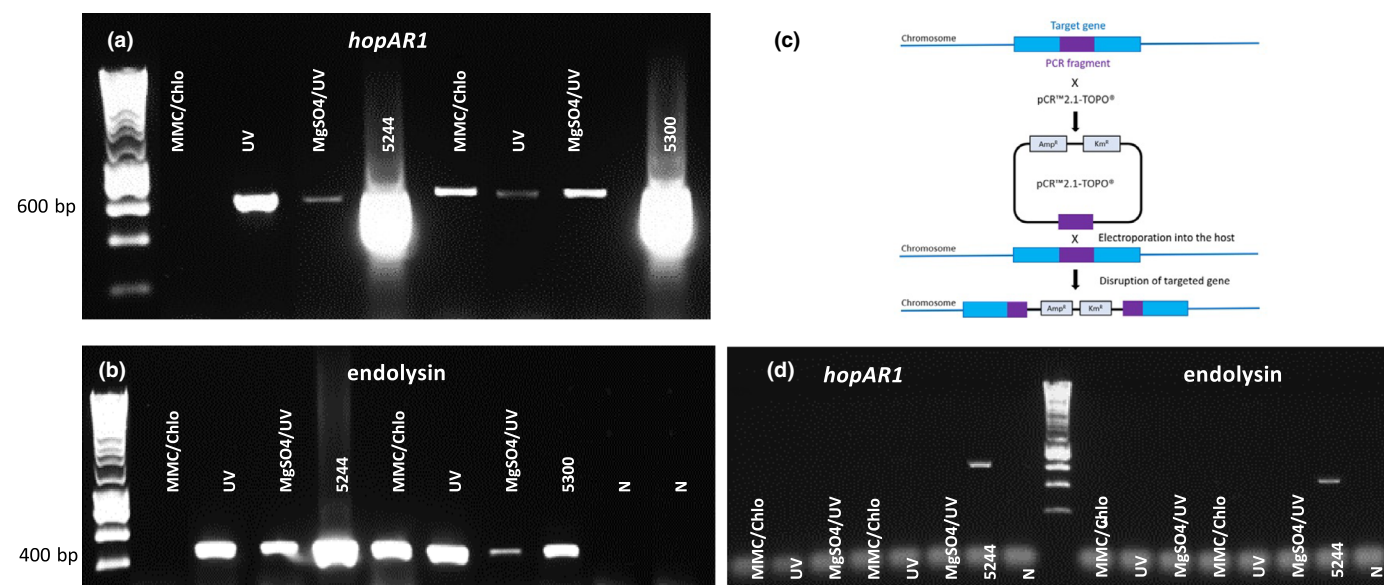 (a)
hopAR1
MMC/Chlo
UV
MgSO4/UV
5244
MMC/Chlo
UV
MgSO4/UV
5300
600 bp
(b)
endolysin
MMC/Chlo
UV
MgSO4/UV
5244
MMC/Chlo
UV
MgSO4/UV
5300
N
N
400 bp
(c)
Target gene
Chromosome
PCR fragment
X
pCR™2.1-TOPO®
Ampᴿ
Kmᴿ
pCR™2.1-TOPO®
X Electroporation into the host
Chromosome
Disruption of targeted gene
Chromosome
Ampᴿ
Kmᴿ
(d)
hopAR1
endolysin
MMC/Chlo
UV
MgSO4/UV
MMC/Chlo
UV
MgSO4/UV
5244
N
MMC/Chlo
UV
MgSO4/UV
MMC/Chlo
UV
MgSO4/UV
5244
N